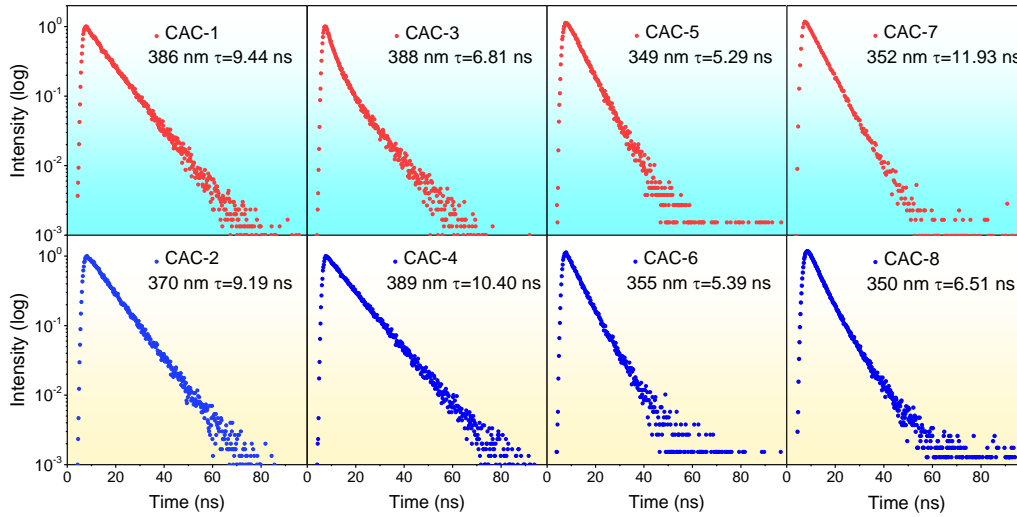 Intensity (log)
10^0
10^-1
10^-2
10^-3
CAC-1
386 nm τ=9.44 ns
CAC-3
388 nm τ=6.81 ns
CAC-5
349 nm τ=5.29 ns
CAC-7
352 nm τ=11.93 ns
Intensity (log)
10^0
10^-1
10^-2
10^-3
CAC-2
370 nm τ=9.19 ns
CAC-4
389 nm τ=10.40 ns
CAC-6
355 nm τ=5.39 ns
CAC-8
350 nm τ=6.51 ns
0 20 40 60 80 0 20 40 60 80 0 20 40 60 80 20 40 60 80
Time (ns) Time (ns) Time (ns) Time (ns)